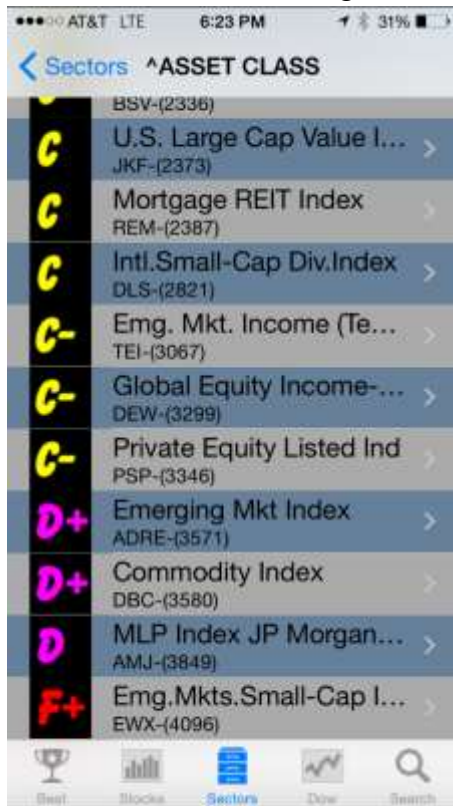 AT&T LTE 6:23 PM 31%
Sectors ^ASSET CLASS
BSV-(2336)
C U.S. Large Cap Value I...
JKF-(2373)
C Mortgage REIT Index
REM-(2387)
C Intl.Small-Cap Div.Index
DLS-(2821)
C- Emg. Mkt. Income (Te...
TEI-(3067)
C- Global Equity Income-...
DEW-(3299)
C- Private Equity Listed Ind
PSP-(3346)
D+ Emerging Mkt Index
ADRE-(3571)
D+ Commodity Index
DBC-(3580)
D MLP Index JP Morgan...
AMJ-(3849)
F+ Emg.Mkts.Small-Cap I...
EWX-(4096)
Best Stocks Sectors Dow Search